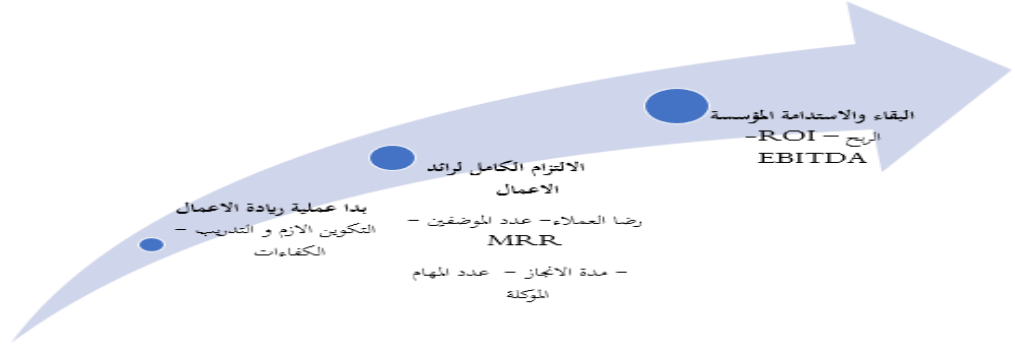 بدا عملية ريادة الاعمال
التكوين الازم و التدريب –
الكفاءات
الالتزام الكامل لرائد
الاعمال
رضا العملاء– عدد الموضفين –
MRR
– مدة الانجاز – عدد المهام
الموكلة
البقاء والاستدامة المؤسسة
الربح – ROI–
EBITDA